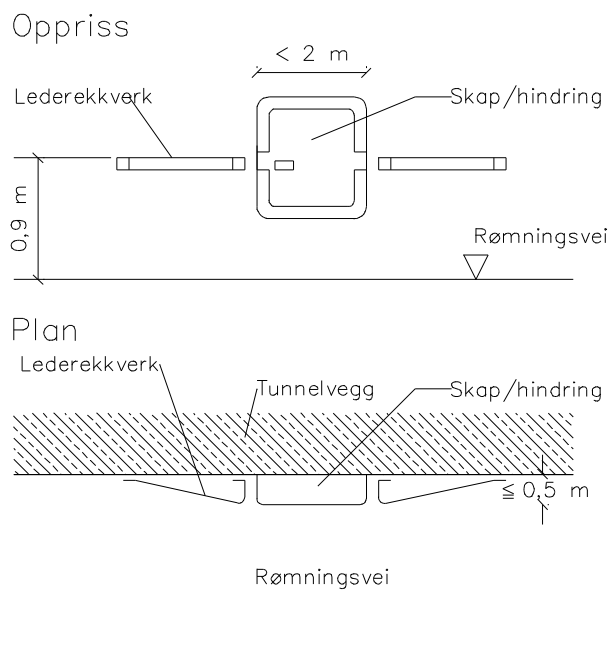 Oppriss
< 2 m
Lederekkverk
Skap/hindring
0,9 m
Rømningsvei
Plan
Lederekkverk
Tunnelvegg
Skap/hindring
≦ 0,5 m
Rømningsvei